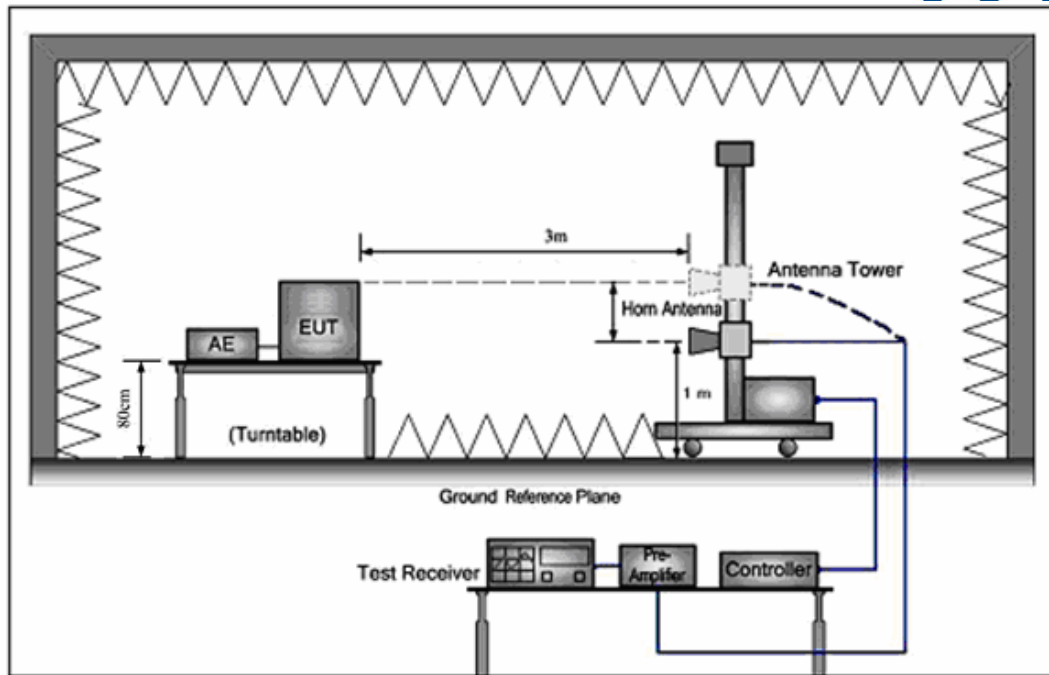 3m
Antenna Tower
Horn Antenna
EUT
AE
1 m
80cm
(Turntable)
Ground Reference Plane
Test Receiver
Pre-
Amplifier
Controller